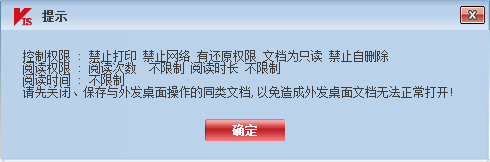 VIS 提示
控制权限 : 禁止打印 禁止网络 有还原权限 文档为只读 禁止自删除
阅读权限 : 阅读次数 不限制 阅读时长 不限制
阅读时间 : 不限制
请先关闭、保存与外发桌面操作的同类文档,以免造成外发桌面文档无法正常打开!
确定